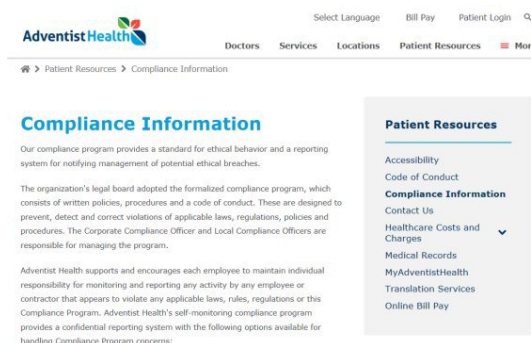 Select Language Bill Pay Patient Login
Adventist Health
Doctors Services Locations Patient Resources Mor
Patient Resources > Compliance Information
Compliance Information
Our compliance program provides a standard for ethical behavior and a reporting
system for notifying management of potential ethical breaches.
The organization's legal board adopted the formalized compliance program, which
consists of written policies, procedures and a code of conduct. These are designed to
prevent, detect and correct violations of applicable laws, regulations, policies and
procedures. The Corporate Compliance Officer and Local Compliance Officers are
responsible for managing the program.
Adventist Health supports and encourages each employee to maintain individual
responsibility for monitoring and reporting any activity by any employee or
contractor that appears to violate any applicable laws, rules, regulations or this
Compliance Program. Adventist Health's self-monitoring compliance program
provides a confidential reporting system with the following options available for
handling Compliance Program concerns:
Patient Resources
Accessibility
Code of Conduct
Compliance Information
Contact Us
Healthcare Costs and
Charges
Medical Records
MyAdventistHealth
Translation Services
Online Bill Pay